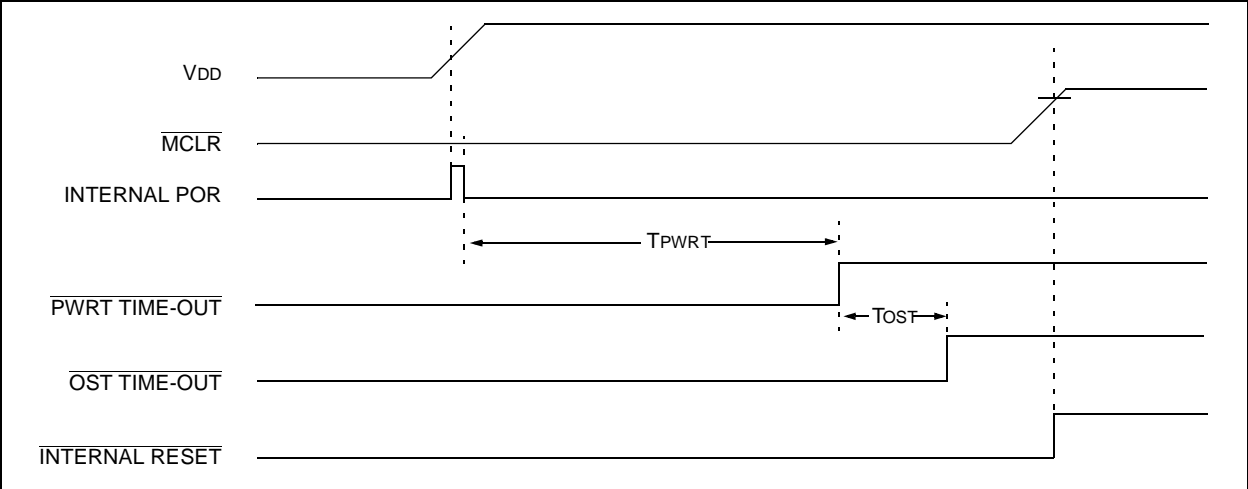 VDD
MCLR
INTERNAL POR
TPWRT
PWRT TIME-OUT
TOST
OST TIME-OUT
INTERNAL RESET